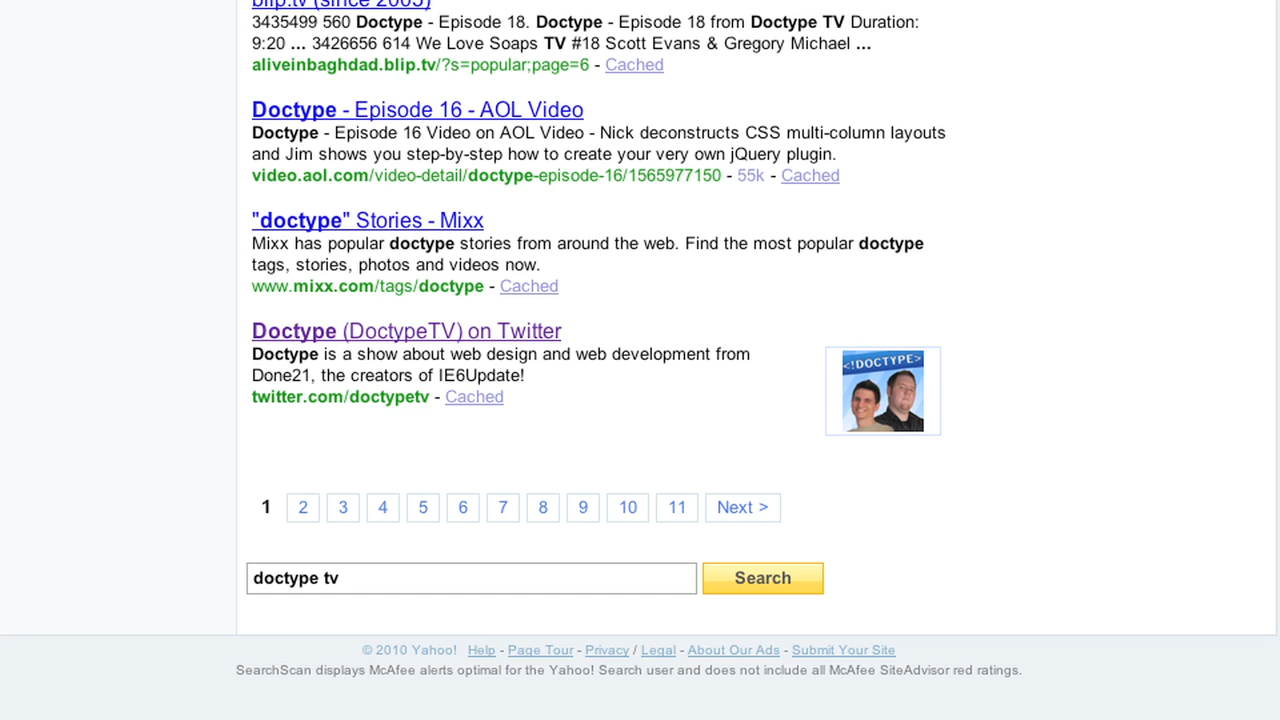 blip.tv (since 2005)
3435499 560 Doctype - Episode 18. Doctype - Episode 18 from Doctype TV Duration:
9:20 ... 3426656 614 We Love Soaps TV #18 Scott Evans & Gregory Michael ...
aliveinbaghdad.blip.tv/?s=popular;page=6 - Cached
Doctype - Episode 16 - AOL Video
Doctype - Episode 16 Video on AOL Video - Nick deconstructs CSS multi-column layouts
and Jim shows you step-by-step how to create your very own jQuery plugin.
video.aol.com/video-detail/doctype-episode-16/1565977150 - 55k - Cached
"doctype" Stories - Mixx
Mixx has popular doctype stories from around the web. Find the most popular doctype
tags, stories, photos and videos now.
www.mixx.com/tags/doctype - Cached
Doctype (DoctypeTV) on Twitter
Doctype is a show about web design and web development from
Done21, the creators of IE6Update!
twitter.com/doctypetv - Cached
<!DOCTYPE>
1 2 3 4 5 6 7 8 9 10 11 Next >
doctype tv Search
© 2010 Yahoo! Help - Page Tour - Privacy / Legal - About Our Ads - Submit Your Site
SearchScan displays McAfee alerts optimal for the Yahoo! Search user and does not include all McAfee SiteAdvisor red ratings.